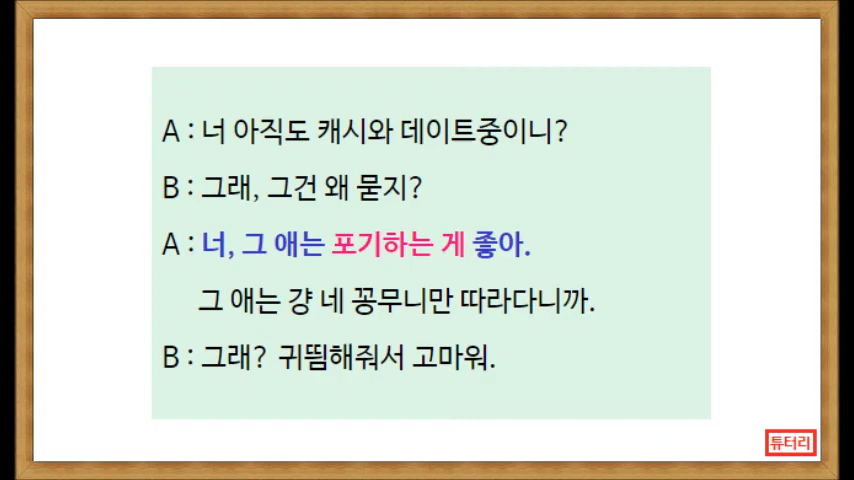 A : 너 아직도 캐시와 데이트중이니?
B : 그래, 그건 왜 묻지?
A : 너, 그 애는 포기하는 게 좋아.
그 애는 걍 네 꽁무니만 따라다니까.
B : 그래? 귀띔해줘서 고마워.
튜터리